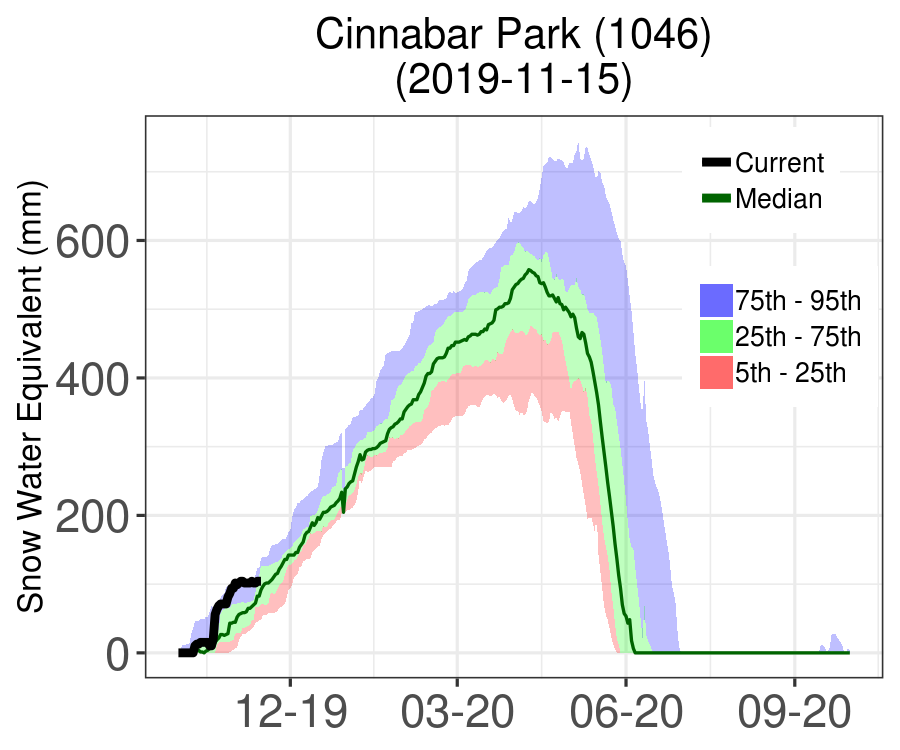 Cinnabar Park (1046)
(2019-11-15)
Snow Water Equivalent (mm)
600
400
200
0
Current
Median
75th - 95th
25th - 75th
5th - 25th
12-19 03-20 06-20 09-20